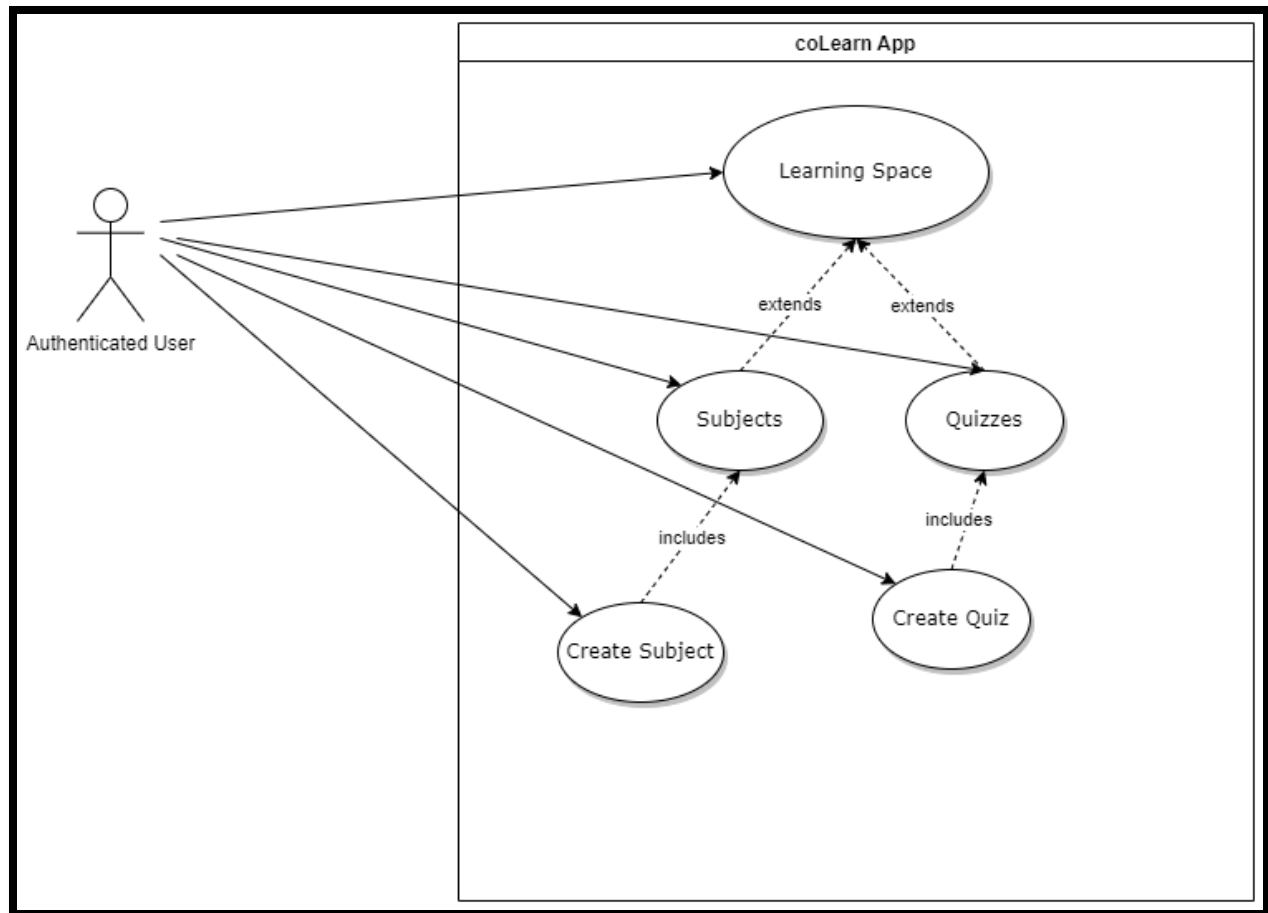 coLearn App
Learning Space
Authenticated User
extends
extends
Subjects
Quizzes
includes
includes
Create Subject
Create Quiz